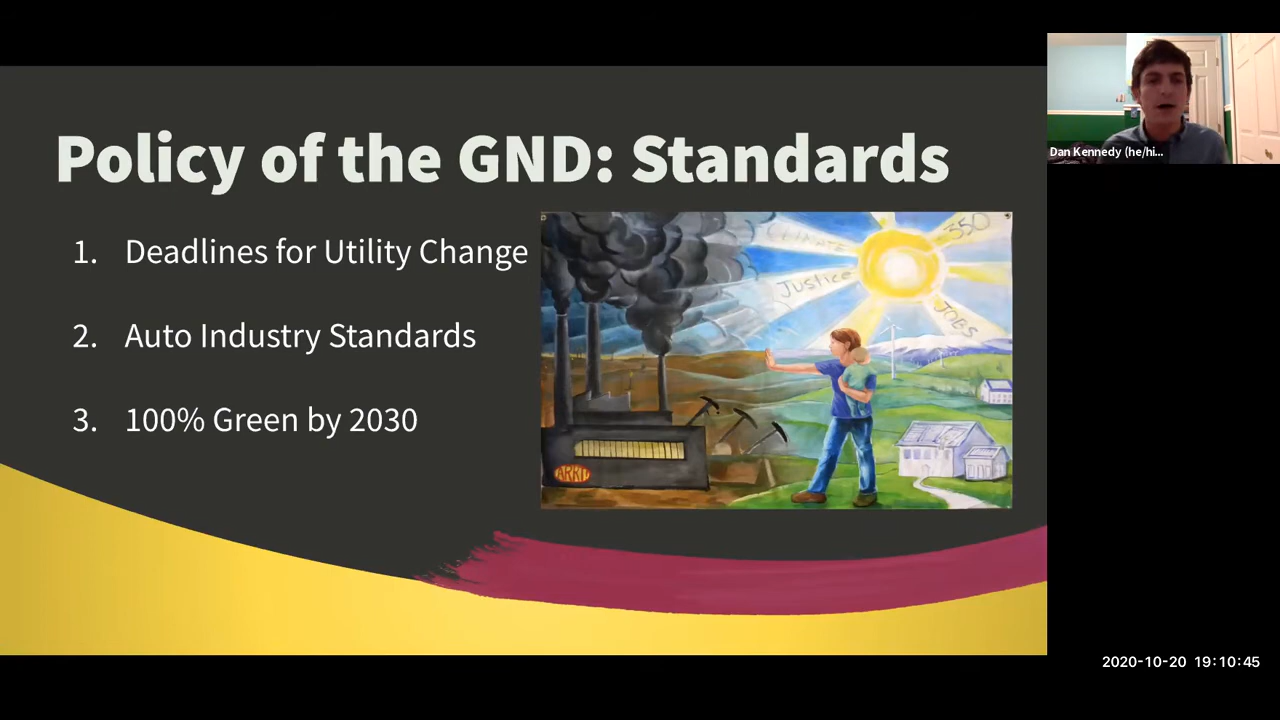 Policy of the GND: Standards
1. Deadlines for Utility Change
2. Auto Industry Standards
3. 100% Green by 2030
CLIMATE
JUSTICE
350
JOBS
Dan Kennedy (he/hi...
2020-10-20 19:10:45